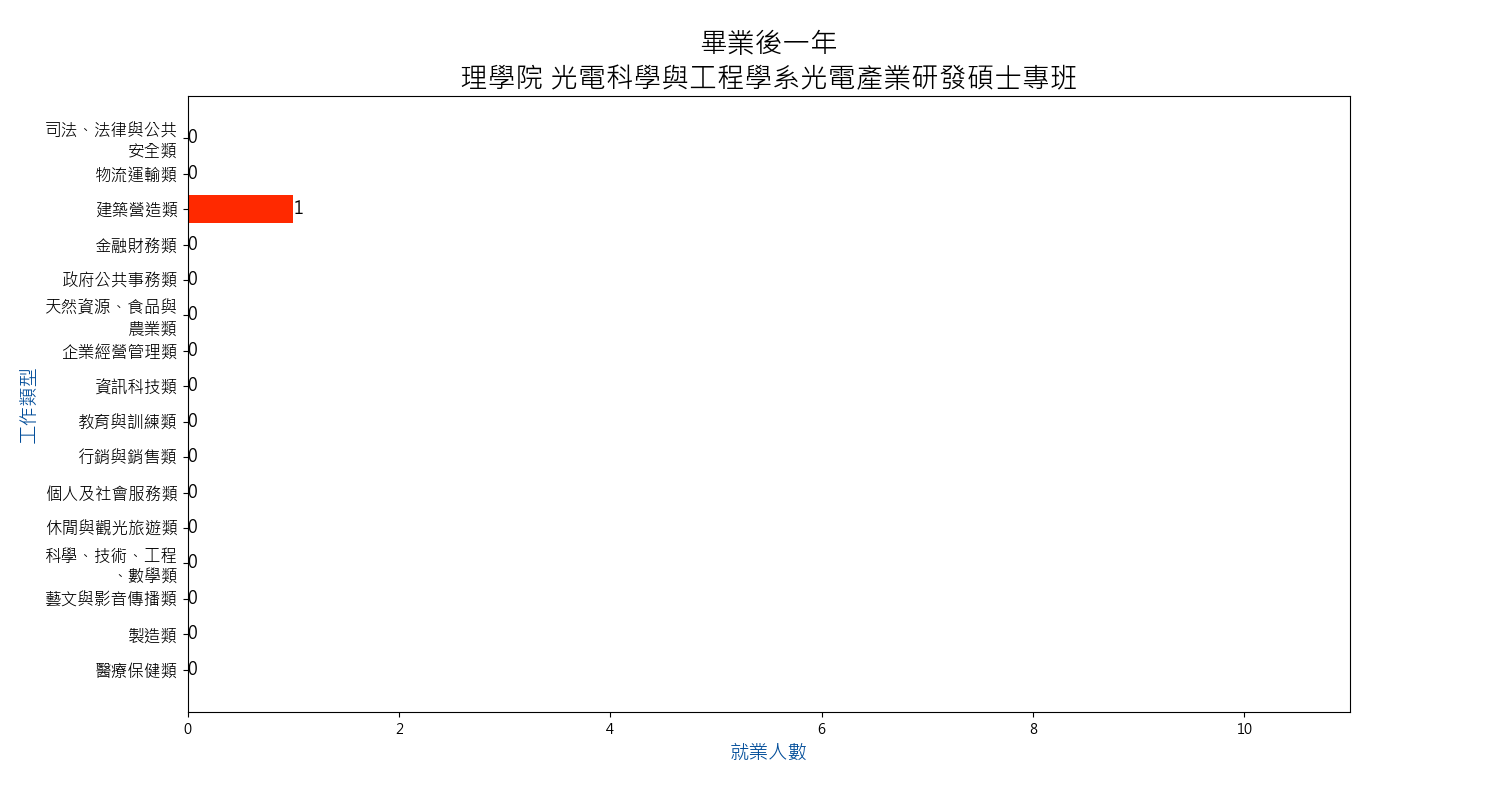 畢業後一年
理學院 光電科學與工程學系光電產業研發碩士專班
司法、法律與公共
安全類
0
物流運輸類
0
建築營造類
1
金融財務類
0
政府公共事務類
0
天然資源、食品與
農業類
0
企業經營管理類
0
資訊科技類
0
教育與訓練類
0
行銷與銷售類
0
個人及社會服務類
0
休閒與觀光旅遊類
0
科學、技術、工程
、數學類
0
藝文與影音傳播類
0
製造類
0
醫療保健類
0
工作類型
0 2 4 6 8 10
就業人數